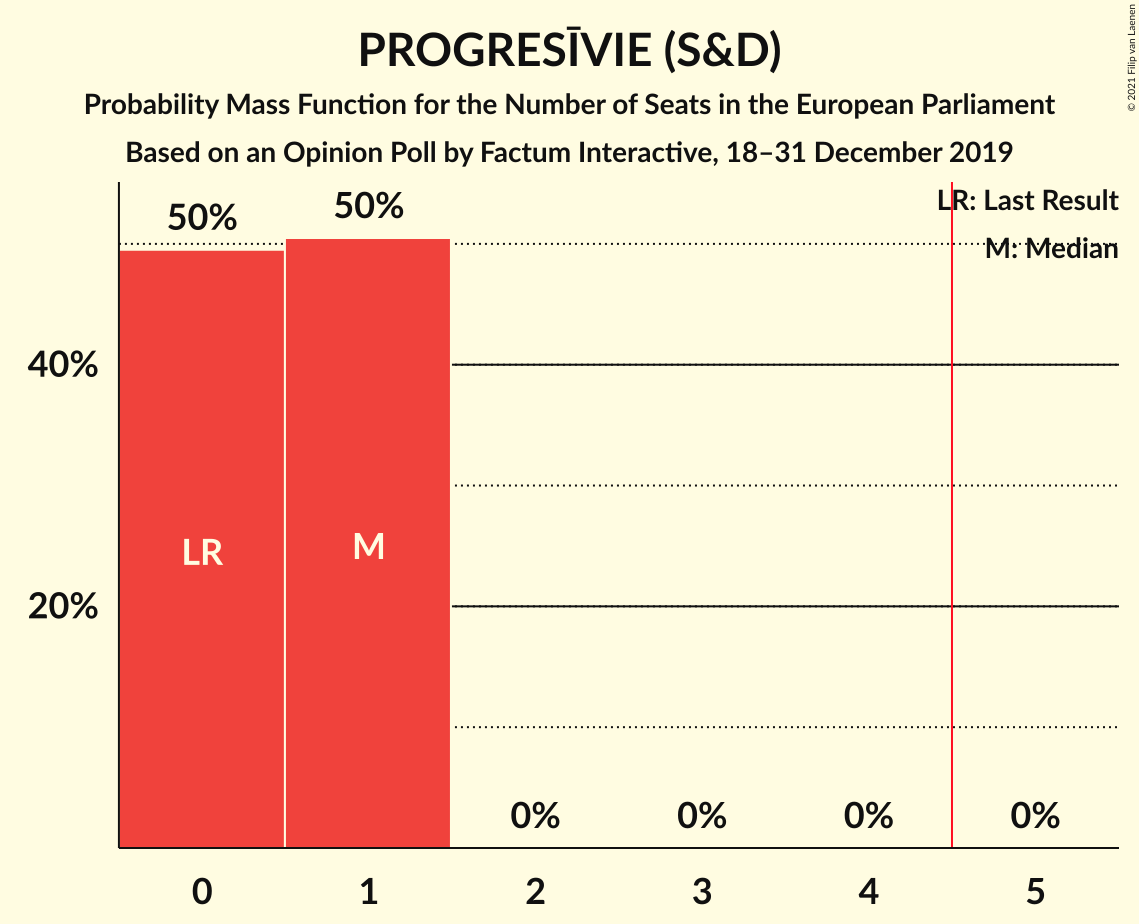 PROGRESĪVIE (S&D)
Probability Mass Function for the Number of Seats in the European Parliament
Based on an Opinion Poll by Factum Interactive, 18–31 December 2019
© 2021 Filip van Laenen
LR: Last Result
M: Median
50%
50%
40%
20%
LR
M
0%
0%
0%
0%
0
1
2
3
4
5